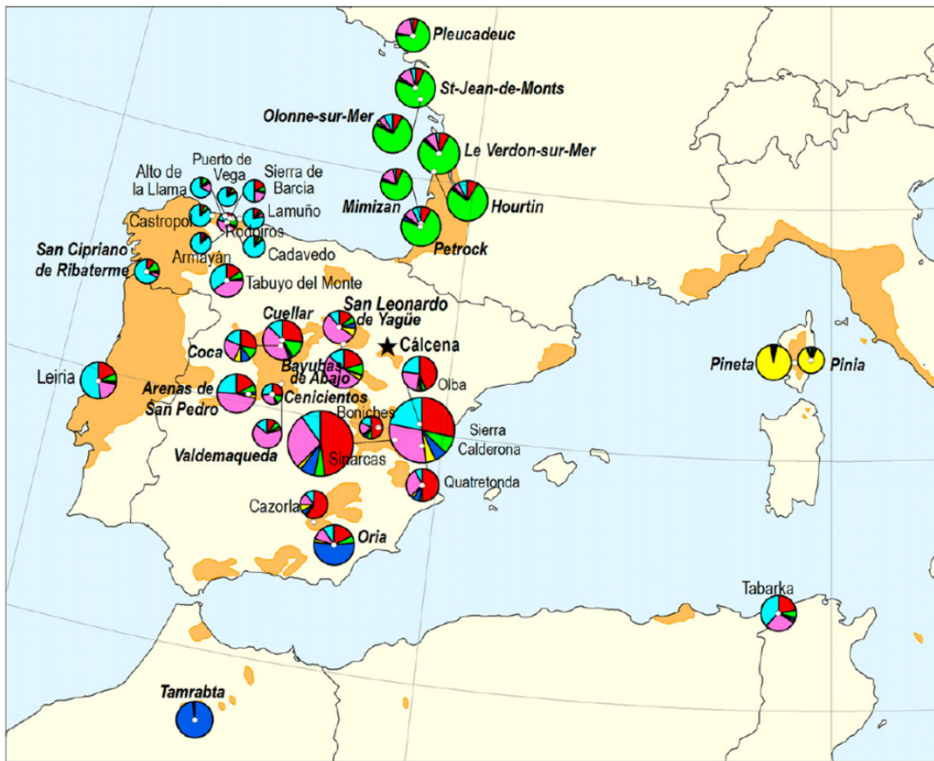 Pleucadeuc
St-Jean-de-Monts
Olonne-sur-Mer
Le Verdon-sur-Mer
Mimizan
Hourtin
Petrock
Puerto de
Vega
Sierra de
Barcia
Alto de
la Llama
Castropol
Lamuño
Rodoiros
Armayán
Cadavedo
San Cipriano
de Ribaterme
Tabuyo del Monte
San Leonardo
de Yagüe
Cuellar
Coca
Cálcena
Bayubas
de Abajo
Olba
Leiria
Arenas de
San Pedro
Cenicientos
Boniches
Sierra
Calderona
Valdemaqueda
Sinarcas
Quatretonda
Cazorla
Oria
Pineta
Pinia
Tabarka
Tamrabta